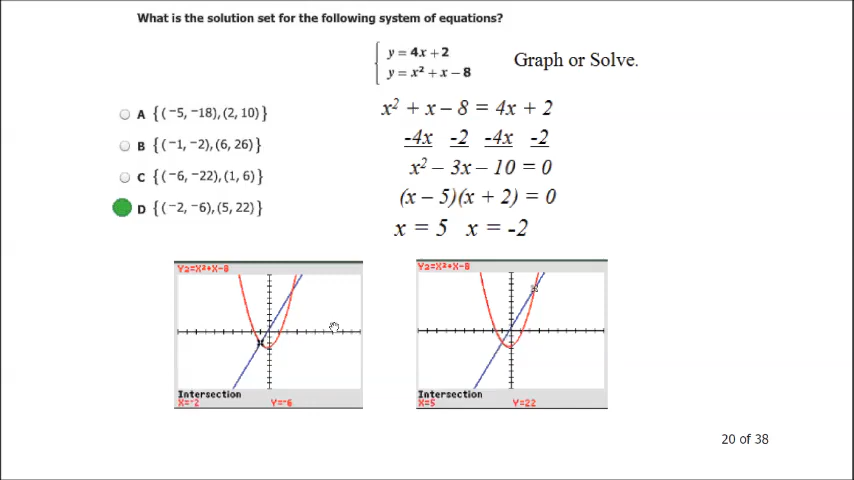 What is the solution set for the following system of equations?
y = 4x + 2
y = x² + x − 8
Graph or Solve.
A {(⁻5, ⁻18), (2, 10)}
B {(⁻1, ⁻2), (6, 26)}
C {(⁻6, ⁻22), (1, 6)}
D {(⁻2, ⁻6), (5, 22)}
x² + x − 8 = 4x + 2
-4x -2 -4x -2
x² − 3x − 10 = 0
(x − 5)(x + 2) = 0
x = 5 x = -2
Y2=X²+X-8
Intersection
X=⁻2 Y=⁻6
Y2=X²+X-8
Intersection
X=5 Y=22
20 of 38